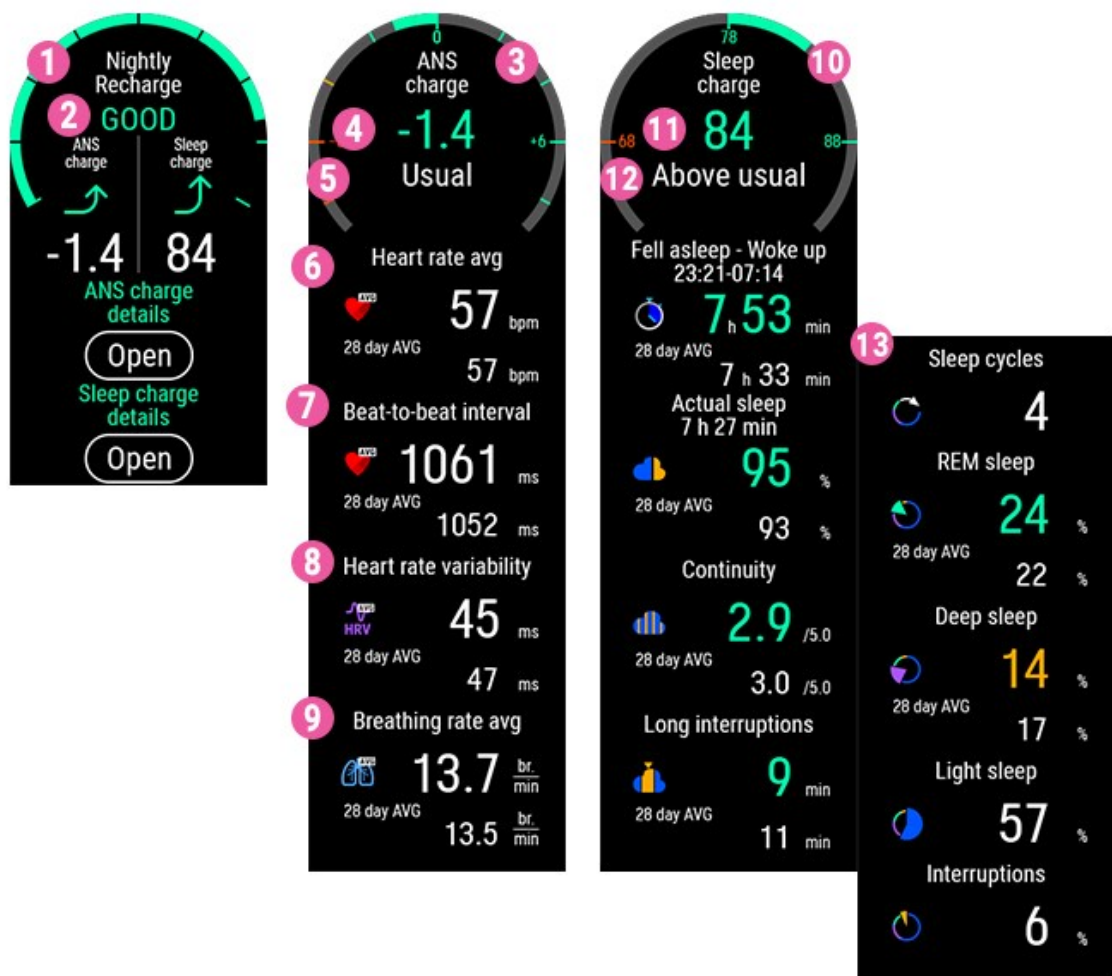 1
Nightly
Recharge
2
GOOD
ANS
charge
Sleep
charge
-1.4
84
ANS charge
details
Open
Sleep charge
details
Open
0
ANS
charge
3
4
-1.4
+6
5
Usual
6
Heart rate avg
AVG
57 bpm
28 day AVG
57 bpm
7
Beat-to-beat interval
AVG
1061 ms
28 day AVG
1052 ms
8
Heart rate variability
AVG
HRV
45 ms
28 day AVG
47 ms
9
Breathing rate avg
AVG
13.7 br.
min
28 day AVG
13.5 br.
min
78
Sleep
charge
10
11
84
68
88
12
Above usual
Fell asleep - Woke up
23:21-07:14
7 h 53 min
28 day AVG
7 h 33 min
Actual sleep
7 h 27 min
95 %
28 day AVG
93 %
Continuity
2.9 /5.0
28 day AVG
3.0 /5.0
Long interruptions
9 min
28 day AVG
11 min
13
Sleep cycles
4
REM sleep
24 %
28 day AVG
22 %
Deep sleep
14 %
28 day AVG
17 %
Light sleep
57 %
Interruptions
6 %